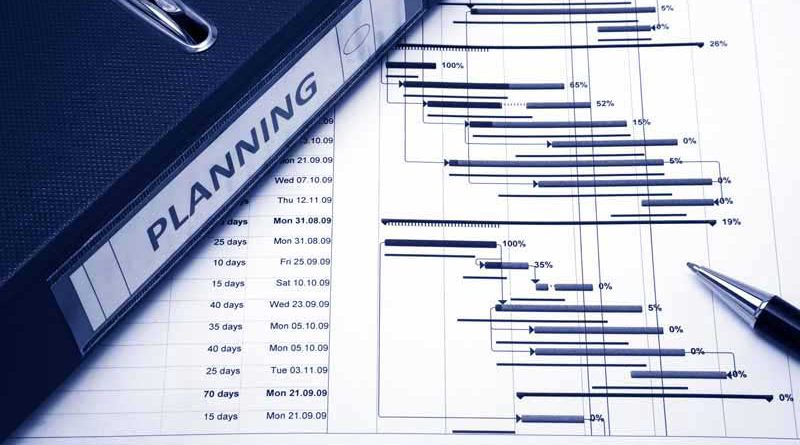 PLANNING
5%
0%
26%
100%
65%
52%
15%
0%
21.09.09 5%
Wed 07.10.09 0%
Thu 12.11.09 0%
days Mon 31.08.09 19%
25 days Mon 31.08.09 100%
10 days Fri 25.09.09 35%
15 days Sat 10.10.09 0%
40 days Wed 23.09.09 5%
35 days Mon 05.10.09 0%
40 days Mon 05.10.09 0%
25 days Tue 03.11.09 0%
70 days Mon 21.09.09 0%
15 days Mon 21.09.09 0%